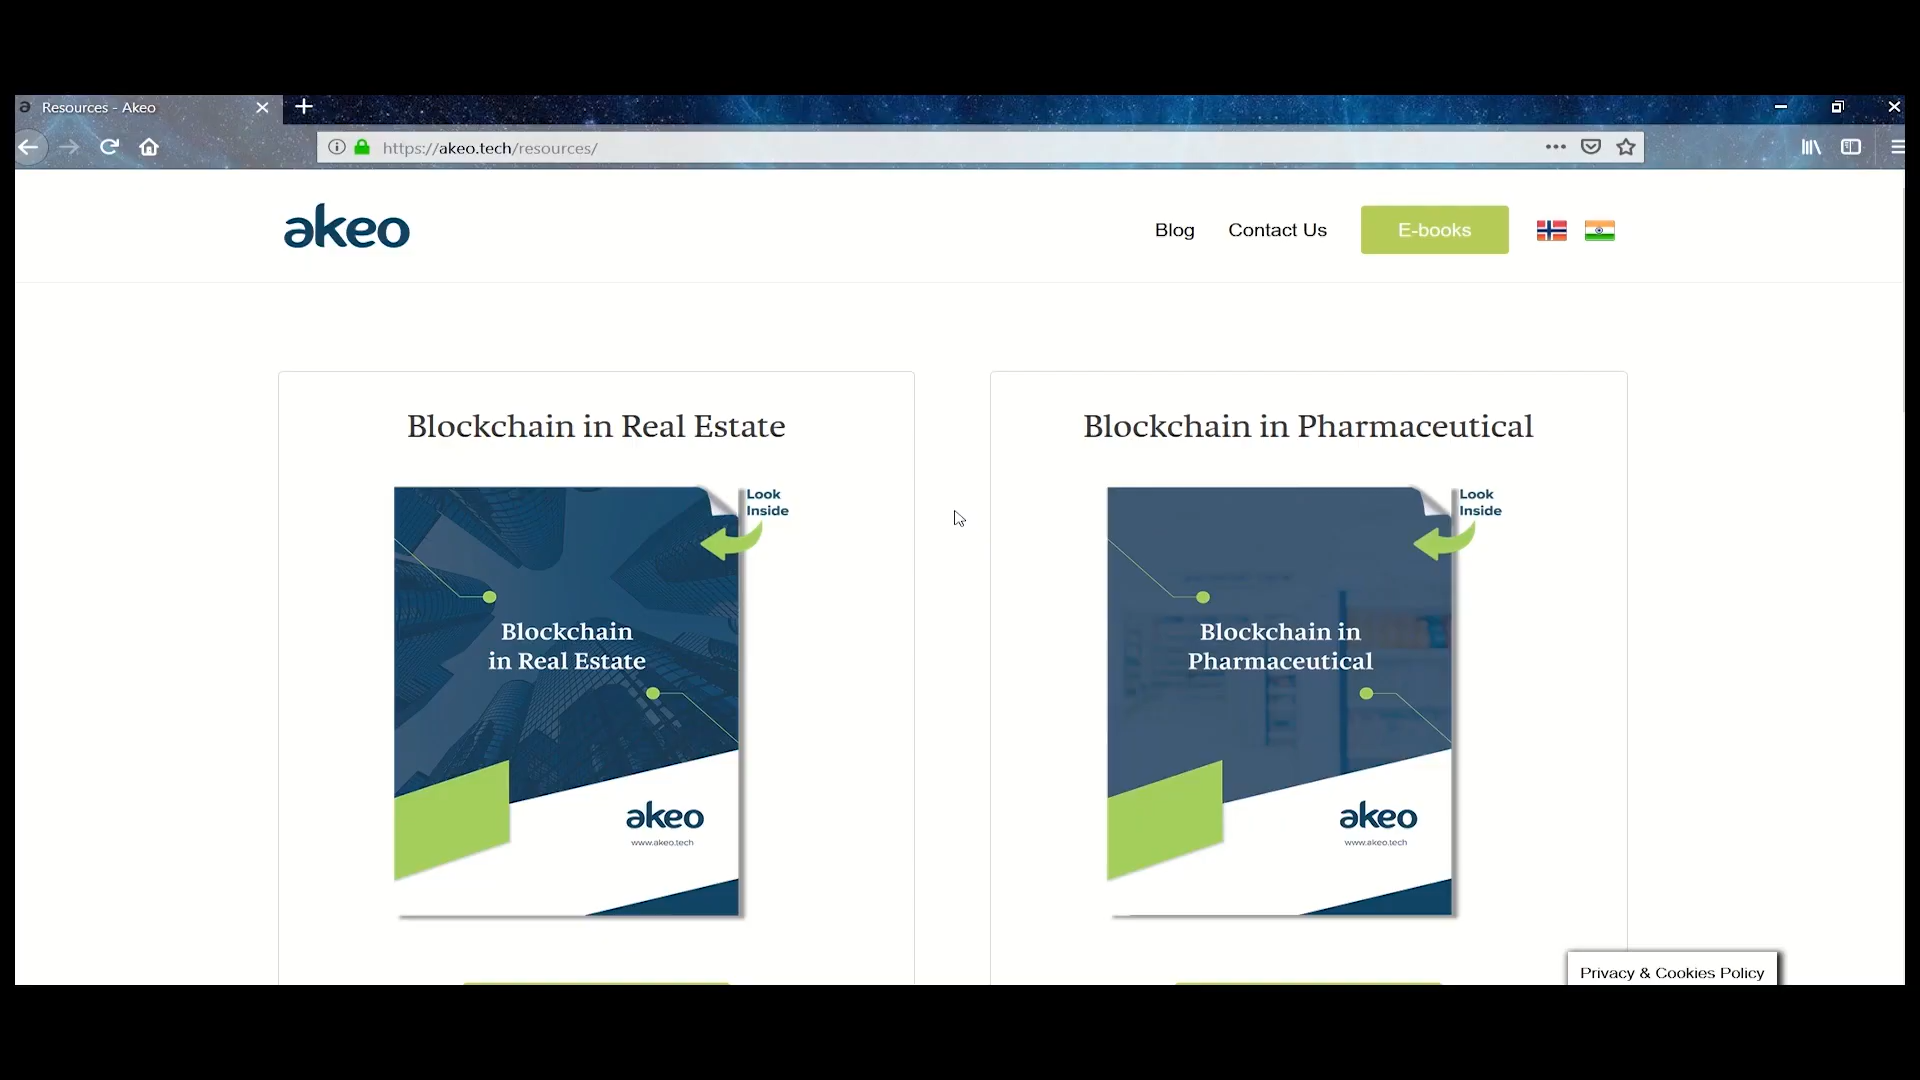 Resources - Akeo
https://akeo.tech/resources/
akeo
Blog
Contact Us
E-books
Blockchain in Real Estate
Look
Inside
Blockchain
in Real Estate
akeo
www.akeo.tech
Blockchain in Pharmaceutical
Look
Inside
Blockchain in
Pharmaceutical
akeo
www.akeo.tech
Privacy & Cookies Policy